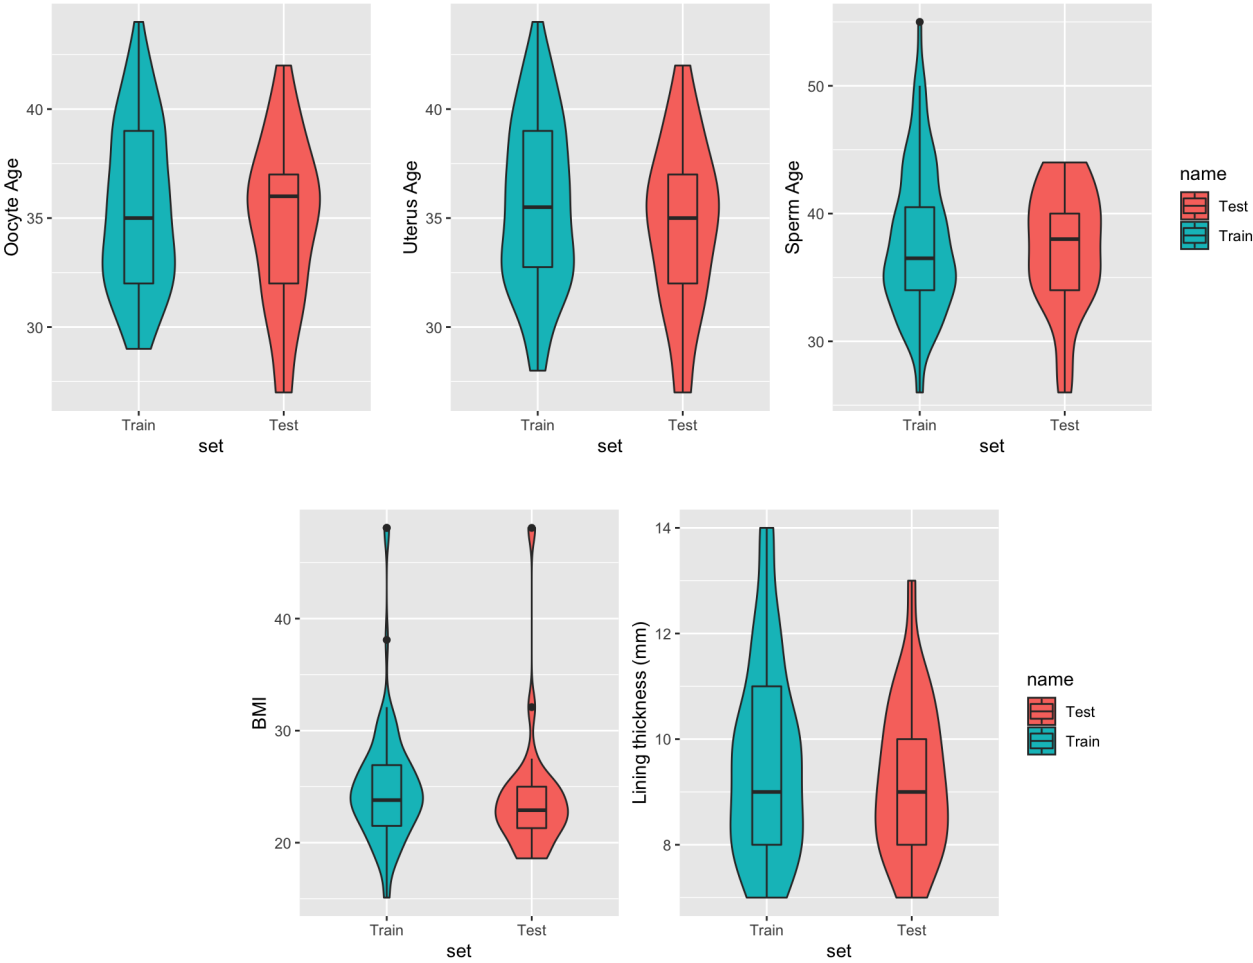 Oocyte Age
40
35
30
Train
Test
set
Uterus Age
40
35
30
Train
Test
set
Sperm Age
50
40
30
Train
Test
set
name
Test
Train
BMI
40
30
20
Train
Test
set
Lining thickness (mm)
14
12
10
8
Train
Test
set
name
Test
Train